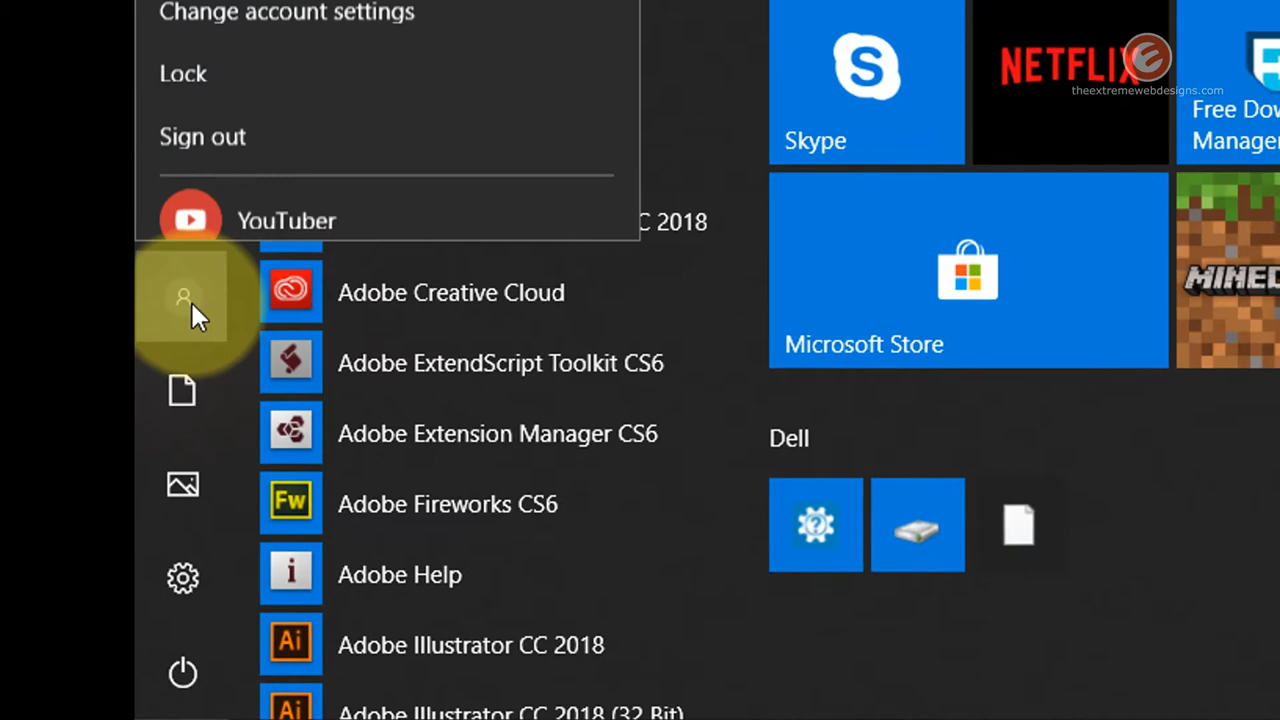 Change account settings
Lock
Sign out
YouTuber
C 2018
Adobe Creative Cloud
Adobe ExtendScript Toolkit CS6
Adobe Extension Manager CS6
Fw
Adobe Fireworks CS6
i
Adobe Help
Ai
Adobe Illustrator CC 2018
Ai
Adobe Illustrator CC 2018 (32 Bit)
S
Skype
NETFLIX
theextremewebdesigns.com
Free Dow
Manager
Microsoft Store
MINEC
Dell
?